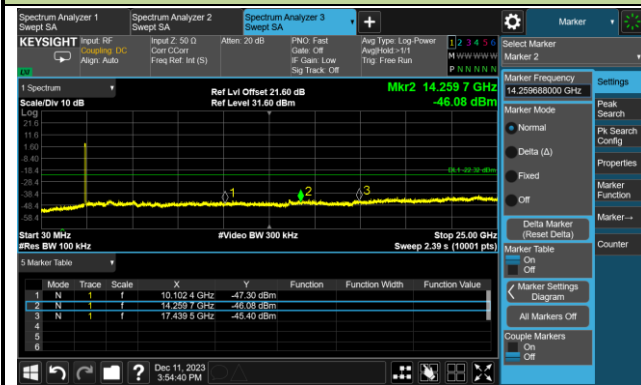 Spectrum Analyzer 1
Swept SA
Spectrum Analyzer 2
Swept SA
Spectrum Analyzer 3
Swept SA
Marker
KEYSIGHT
Input: RF
Coupling: DC
Align: Auto
Input Z: 50 Ω
Corr CCorr
Freq Ref: Int (S)
Atten: 20 dB
PNO: Fast
Gate: Off
IF Gain: Low
Sig Track: Off
Avg Type: Log-Power
Avg|Hold:>1/1
Trig: Free Run
1 2 3 4 5 6
M W W W W W
P N N N N N
Select Marker
Marker 2
1 Spectrum
Scale/Div 10 dB
Log
Ref Lvl Offset 21.60 dB
Ref Level 31.60 dBm
Mkr2 14.259 7 GHz
-46.08 dBm
21.6
11.6
1.60
-8.40
-18.4
-28.4
-38.4
-48.4
-58.4
DL1 -22.32 dBm
1
2
3
Start 30 MHz
#Res BW 100 kHz
#Video BW 300 kHz
Stop 25.00 GHz
Sweep 2.39 s (10001 pts)
5 Marker Table
Mode Trace Scale X Y Function Function Width Function Value
1 N 1 f 10.102 4 GHz -47.30 dBm
2 N 1 f 14.259 7 GHz -46.08 dBm
3 N 1 f 17.439 5 GHz -45.40 dBm
4
5
6
Marker Frequency
14.259688000 GHz
Marker Mode
Normal
Delta (Δ)
Fixed
Off
Delta Marker
(Reset Delta)
Marker Table
On
Off
Marker Settings
Diagram
All Markers Off
Couple Markers
On
Off
Settings
Peak
Search
Pk Search
Config
Properties
Marker
Function
Marker→
Counter
Dec 11, 2023
3:54:40 PM